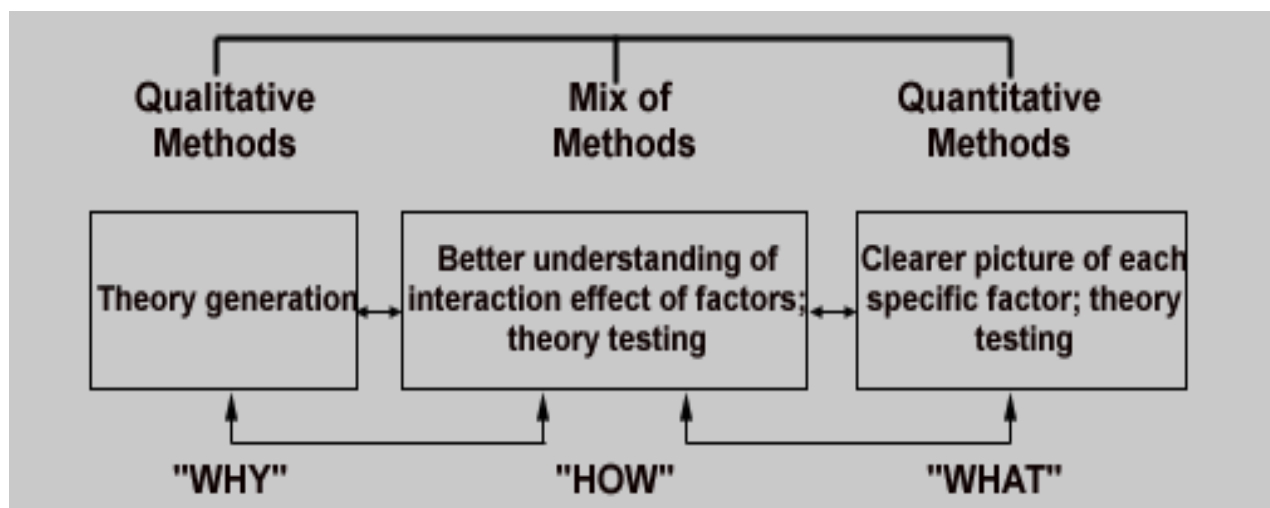 Qualitative
Methods
Mix of
Methods
Quantitative
Methods
Theory generation
Better understanding of
interaction effect of factors;
theory testing
Clearer picture of each
specific factor; theory
testing
"WHY"
"HOW"
"WHAT"